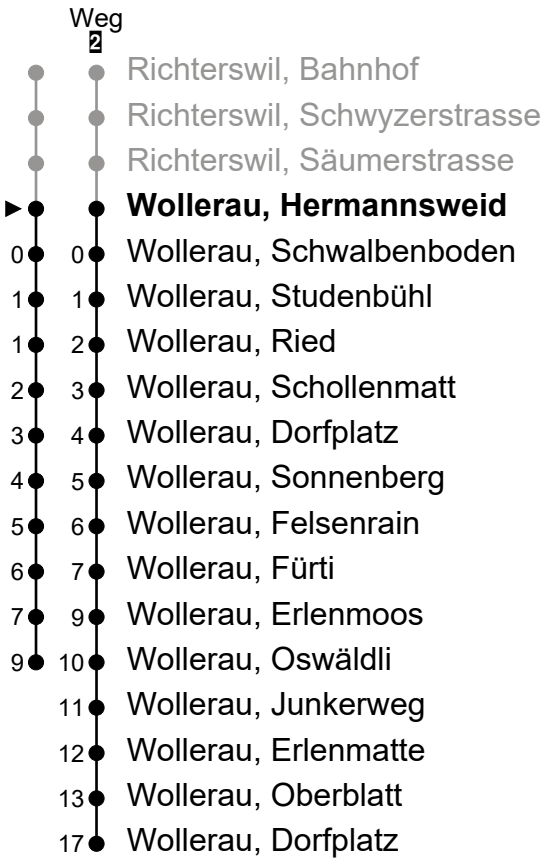 Weg
2
Richterswil, Bahnhof
Richterswil, Schwyzerstrasse
Richterswil, Säumerstrasse
Wollerau, Hermannsweid
0 0 Wollerau, Schwalbenboden
1 1 Wollerau, Studenbühl
1 2 Wollerau, Ried
2 3 Wollerau, Schollenmatt
3 4 Wollerau, Dorfplatz
4 5 Wollerau, Sonnenberg
5 6 Wollerau, Felsenrain
6 7 Wollerau, Fürti
7 9 Wollerau, Erlenmoos
9 10 Wollerau, Oswäldli
11 Wollerau, Junkerweg
12 Wollerau, Erlenmatte
13 Wollerau, Oberblatt
17 Wollerau, Dorfplatz